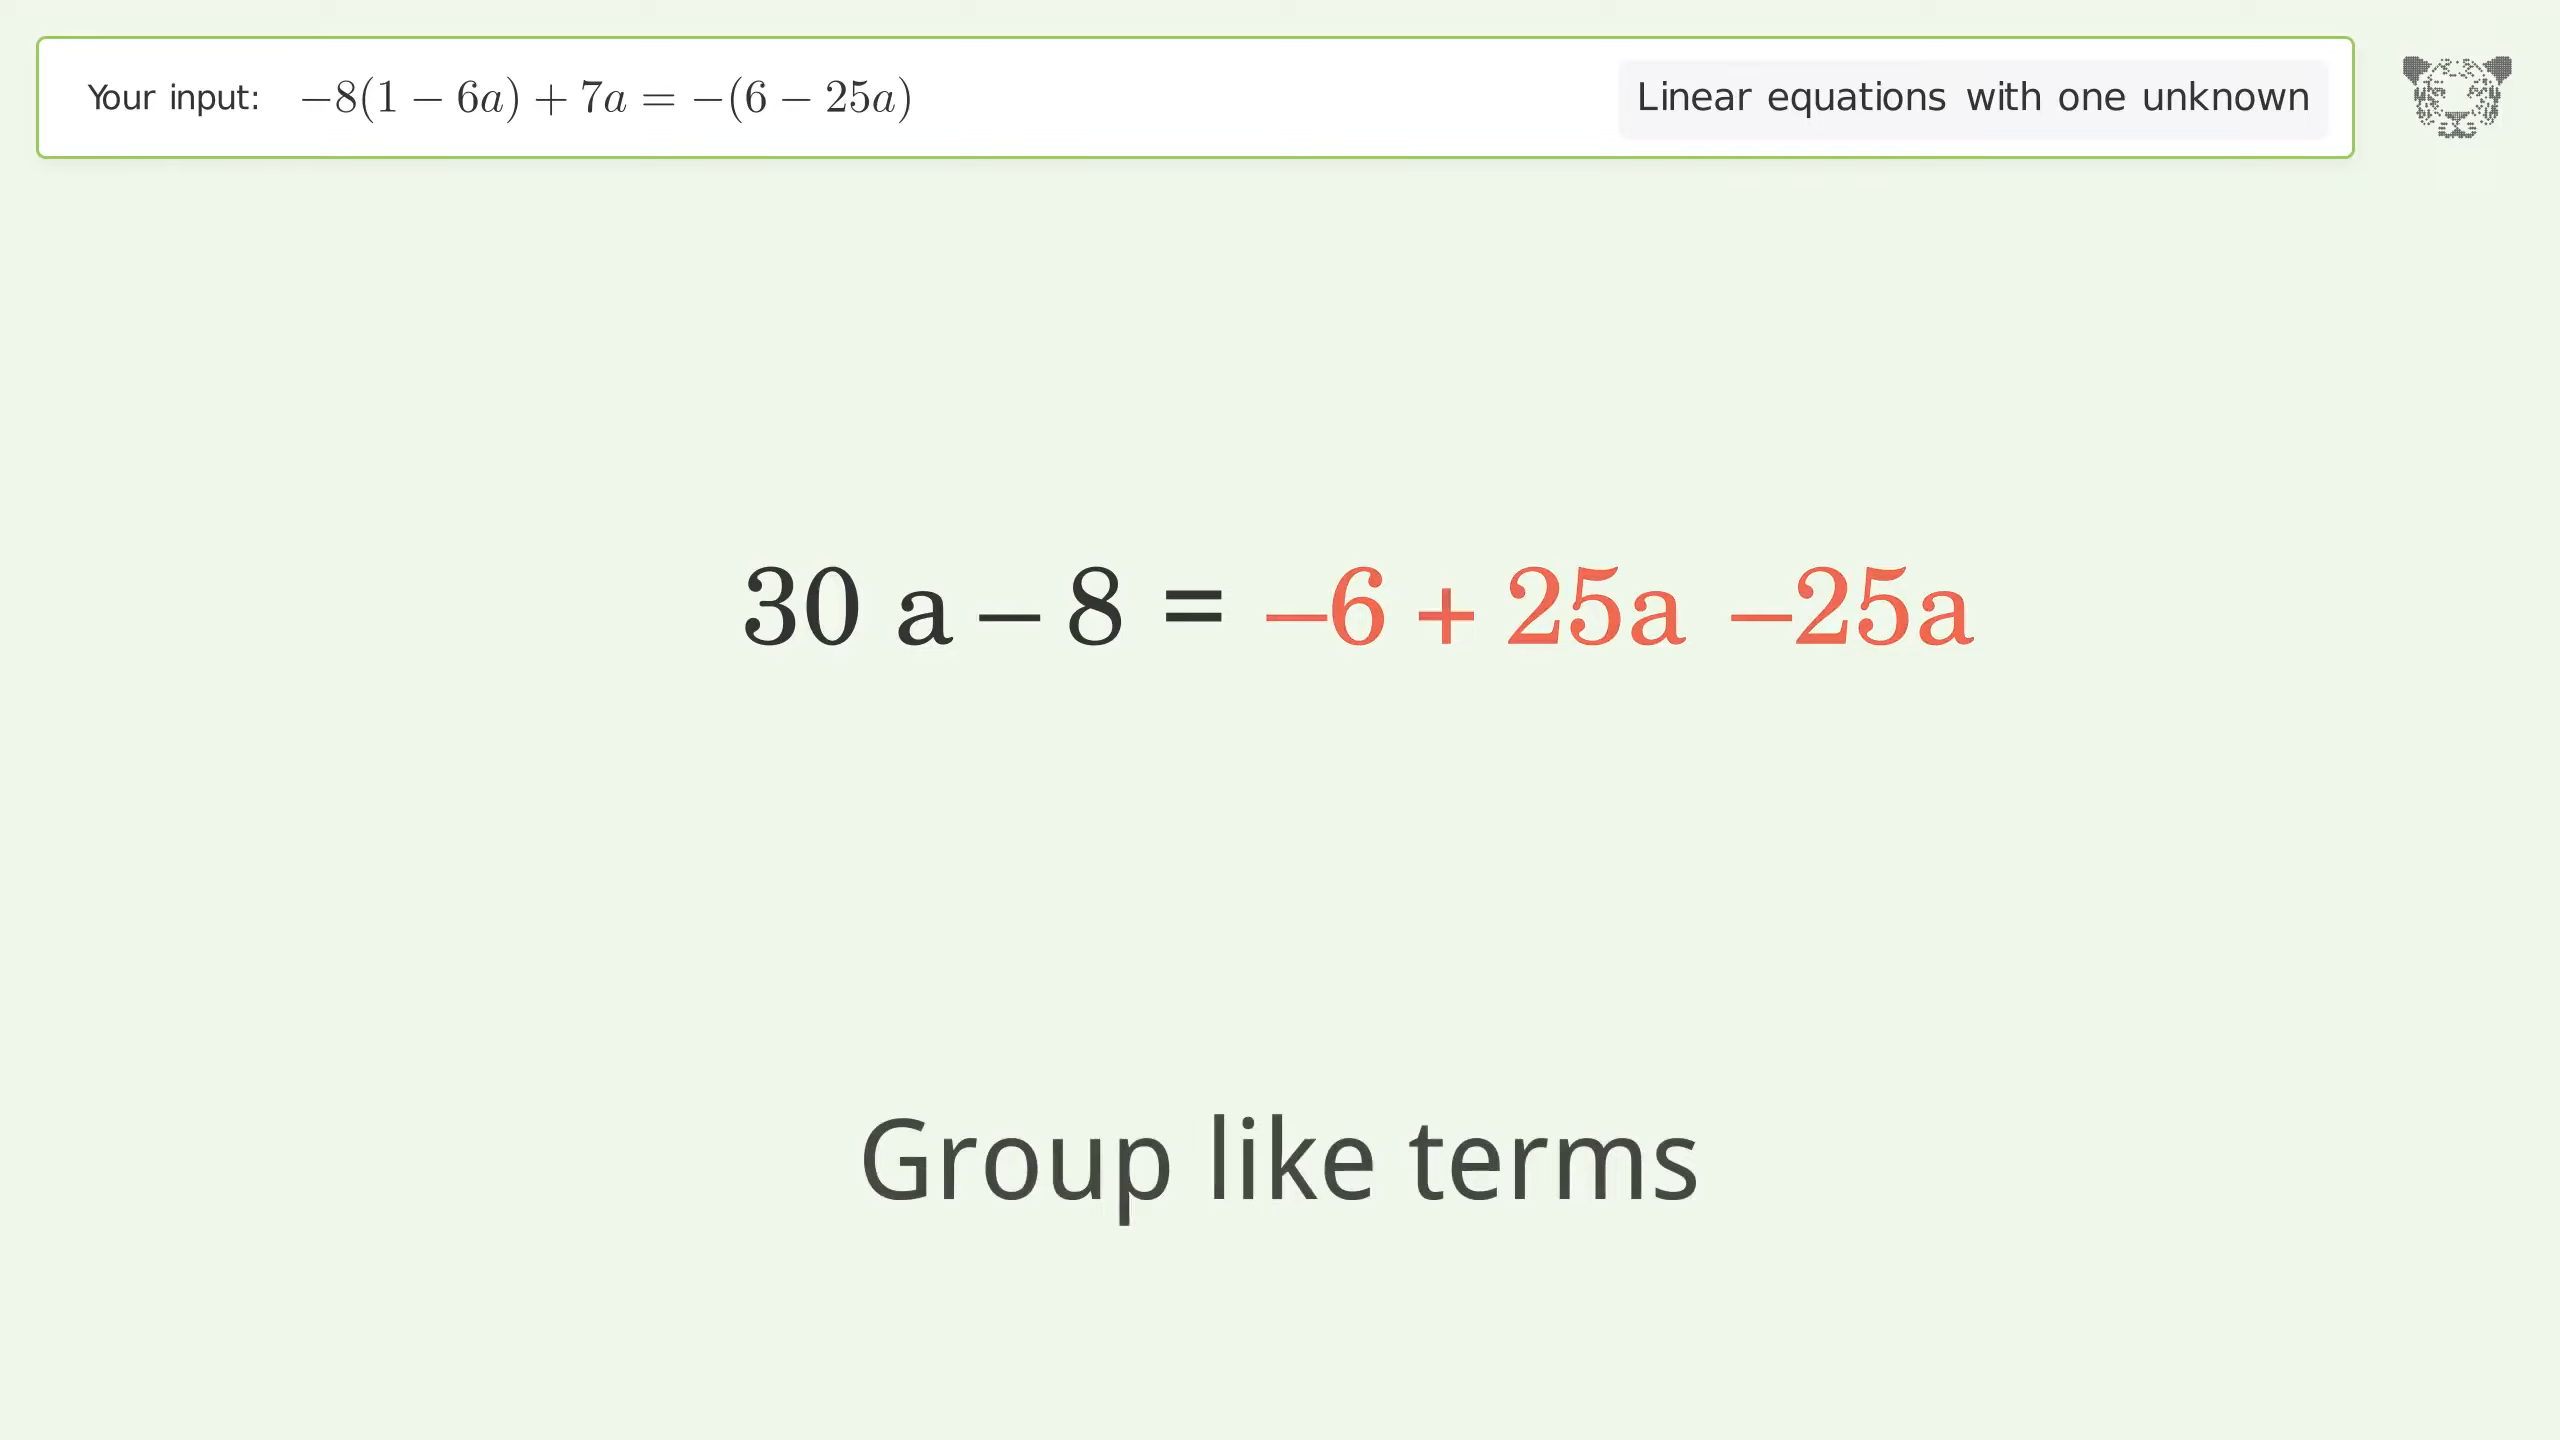 Your input: −8(1 − 6a) + 7a = −(6 − 25a)
Linear equations with one unknown
30 a – 8 = –6 + 25a –25a
Group like terms